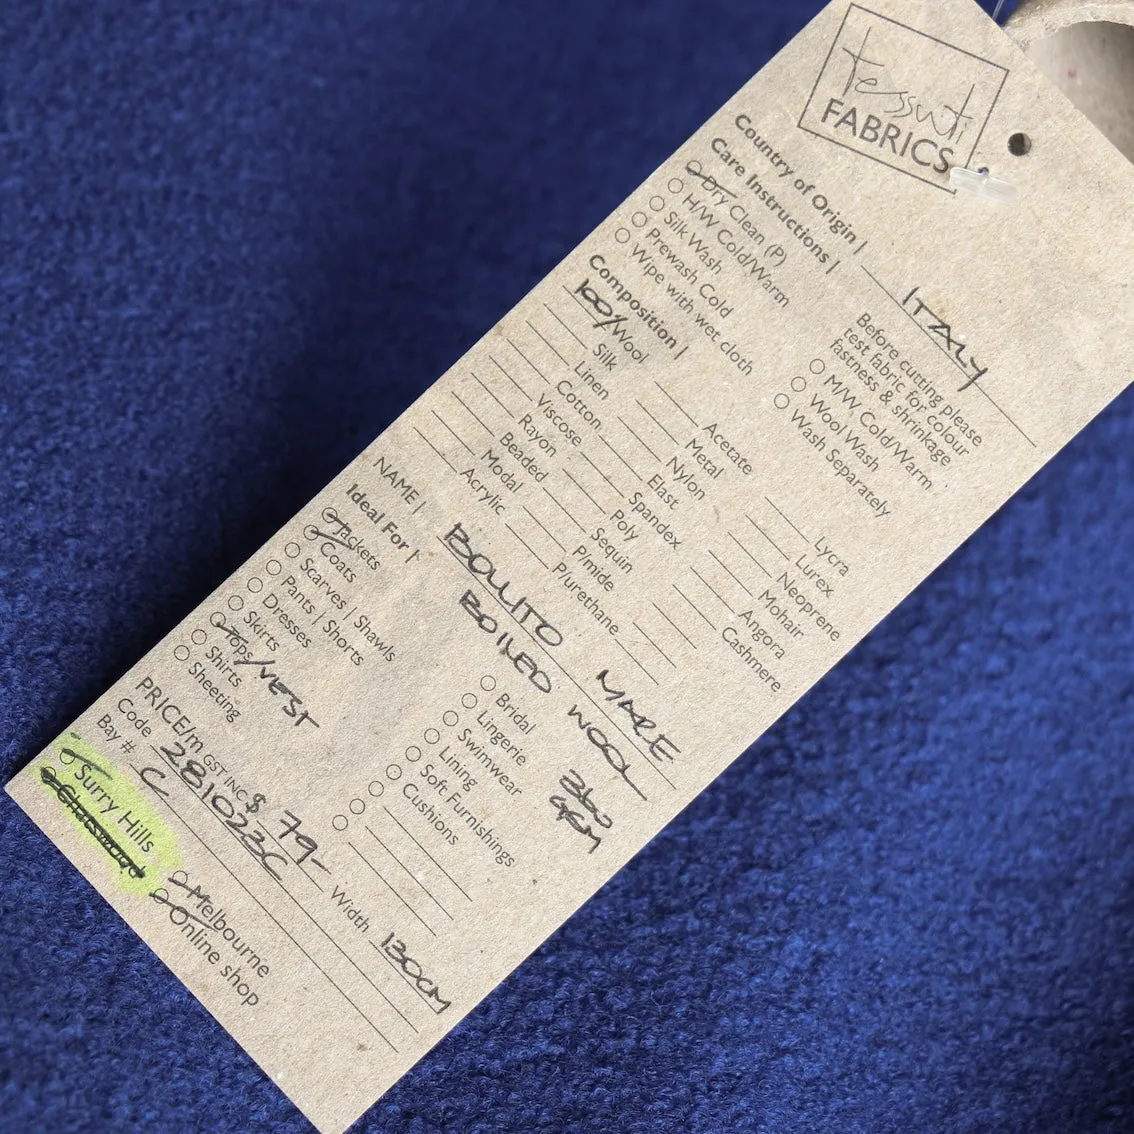 tessuti
FABRICS
Country of Origin | ITALY
Care Instructions |
Dry Clean (P)
H/W Cold/Warm
Silk Wash
Prewash Cold
Wipe with wet cloth
Before cutting please
test fabric for colour
fastness & shrinkage
M/W Cold/Warm
Wool Wash
Wash Separately
Composition |
100% Wool
Silk
Linen
Cotton
Viscose
Rayon
Beaded
Modal
Acrylic
Acetate
Metal
Nylon
Elast
Spandex
Poly
Sequin
P/mide
P/urethane
Lycra
Lurex
Neoprene
Mohair
Angora
Cashmere
NAME | BOLLITO MARE
BOILED WOOL
360
GSM
Ideal For |
Jackets
Coats
Scarves | Shawls
Pants | Shorts
Dresses
Skirts
Tops/VEST
Shirts
Sheeting
Bridal
Lingerie
Swimwear
Lining
Soft Furnishings
Cushions
PRICE/m GST INC $ 79-
Width 130CM
Code 281023C
Bay # C
Surry Hills
Chatswood
Melbourne
Online shop